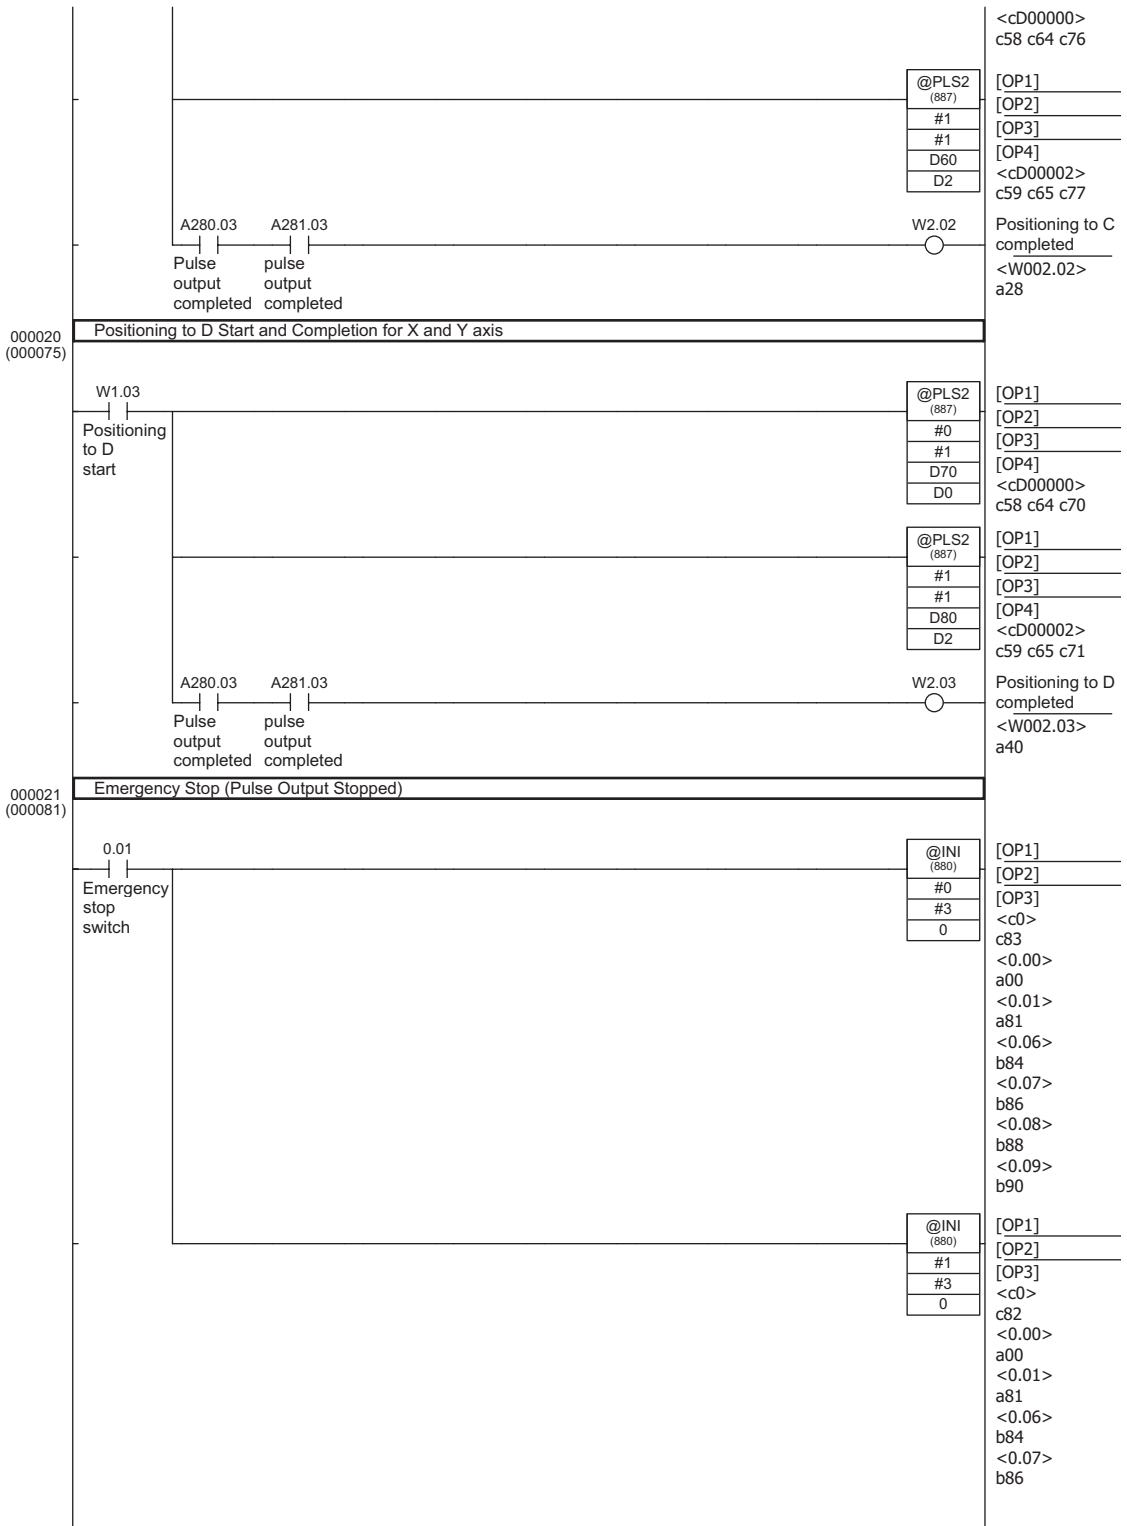 <cD00000>
c58 c64 c76
@PLS2
(887)
#1
#1
D60
D2
[OP1]
[OP2]
[OP3]
[OP4]
<cD00002>
c59 c65 c77
A280.03 A281.03 W2.02
Pulse output completed
pulse output completed
Positioning to C
completed
<W002.02>
a28
000020
(000075)
Positioning to D Start and Completion for X and Y axis
W1.03
Positioning
to D
start
@PLS2
(887)
#0
#1
D70
D0
[OP1]
[OP2]
[OP3]
[OP4]
<cD00000>
c58 c64 c70
@PLS2
(887)
#1
#1
D80
D2
[OP1]
[OP2]
[OP3]
[OP4]
<cD00002>
c59 c65 c71
A280.03 A281.03 W2.03
Pulse output completed
pulse output completed
Positioning to D
completed
<W002.03>
a40
000021
(000081)
Emergency Stop (Pulse Output Stopped)
0.01
Emergency
stop
switch
@INI
(880)
#0
#3
0
[OP1]
[OP2]
[OP3]
<c0>
c83
<0.00>
a00
<0.01>
a81
<0.06>
b84
<0.07>
b86
<0.08>
b88
<0.09>
b90
@INI
(880)
#1
#3
0
[OP1]
[OP2]
[OP3]
<c0>
c82
<0.00>
a00
<0.01>
a81
<0.06>
b84
<0.07>
b86